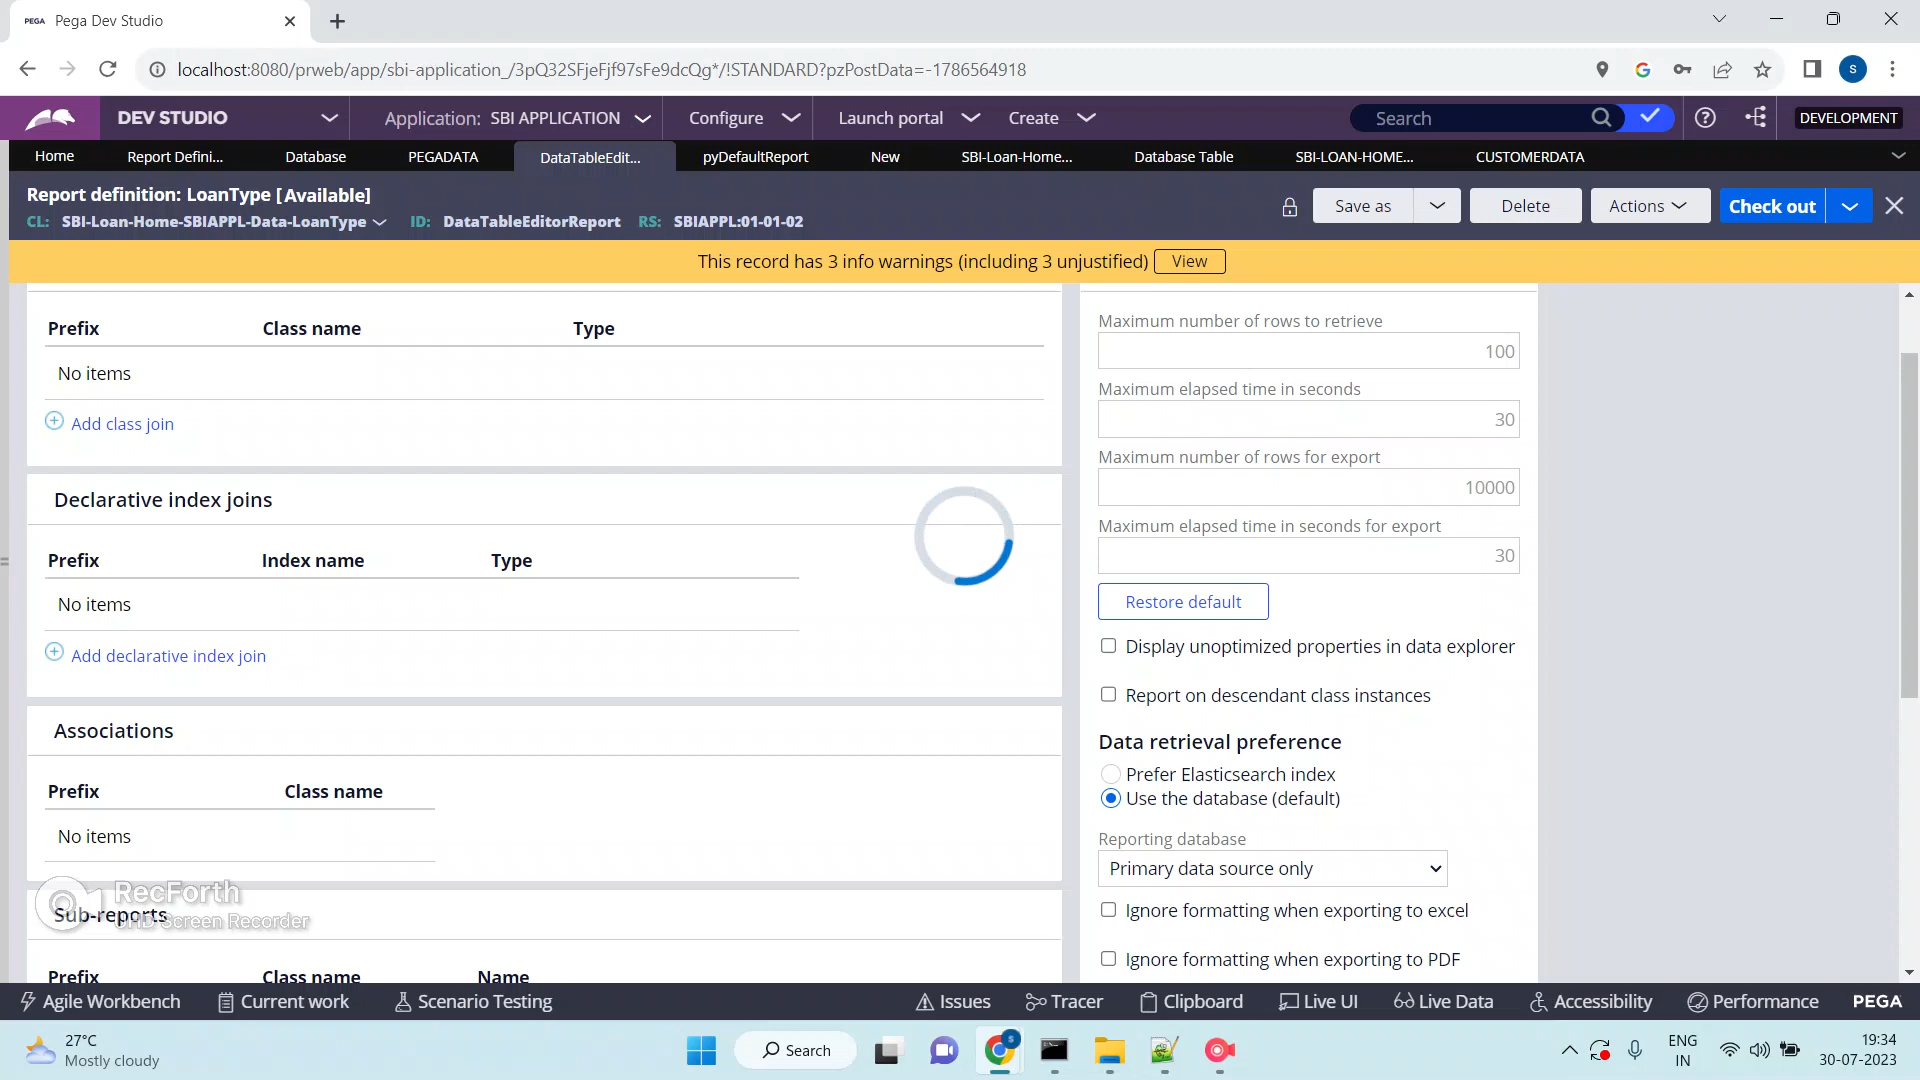 PEGA Pega Dev Studio
localhost:8080/prweb/app/sbi-application_/3pQ32SFjeFjf97sFe9dcQg*/!STANDARD?pzPostData=-1786564918
S
DEV STUDIO
Application: SBI APPLICATION
Configure
Launch portal
Create
Search
DEVELOPMENT
Home
Report Defini...
Database
PEGADATA
DataTableEdit...
pyDefaultReport
New
SBI-Loan-Home...
Database Table
SBI-LOAN-HOME...
CUSTOMERDATA
Report definition: LoanType [Available]
CL: SBI-Loan-Home-SBIAPPL-Data-LoanType ID: DataTableEditorReport RS: SBIAPPL:01-01-02
Save as
Delete
Actions
Check out
This record has 3 info warnings (including 3 unjustified) View
Prefix Class name Type
No items
Add class join
Declarative index joins
Prefix Index name Type
No items
Add declarative index join
Associations
Prefix Class name
No items
RecForth
UHD Screen Recorder
Sub-reports
Prefix Class name Name
Maximum number of rows to retrieve
100
Maximum elapsed time in seconds
30
Maximum number of rows for export
10000
Maximum elapsed time in seconds for export
30
Restore default
Display unoptimized properties in data explorer
Report on descendant class instances
Data retrieval preference
Prefer Elasticsearch index
Use the database (default)
Reporting database
Primary data source only
Ignore formatting when exporting to excel
Ignore formatting when exporting to PDF
Agile Workbench Current work Scenario Testing Issues Tracer Clipboard Live UI Live Data Accessibility Performance PEGA
27°C
Mostly cloudy
Search
S
ENG
IN
19:34
30-07-2023